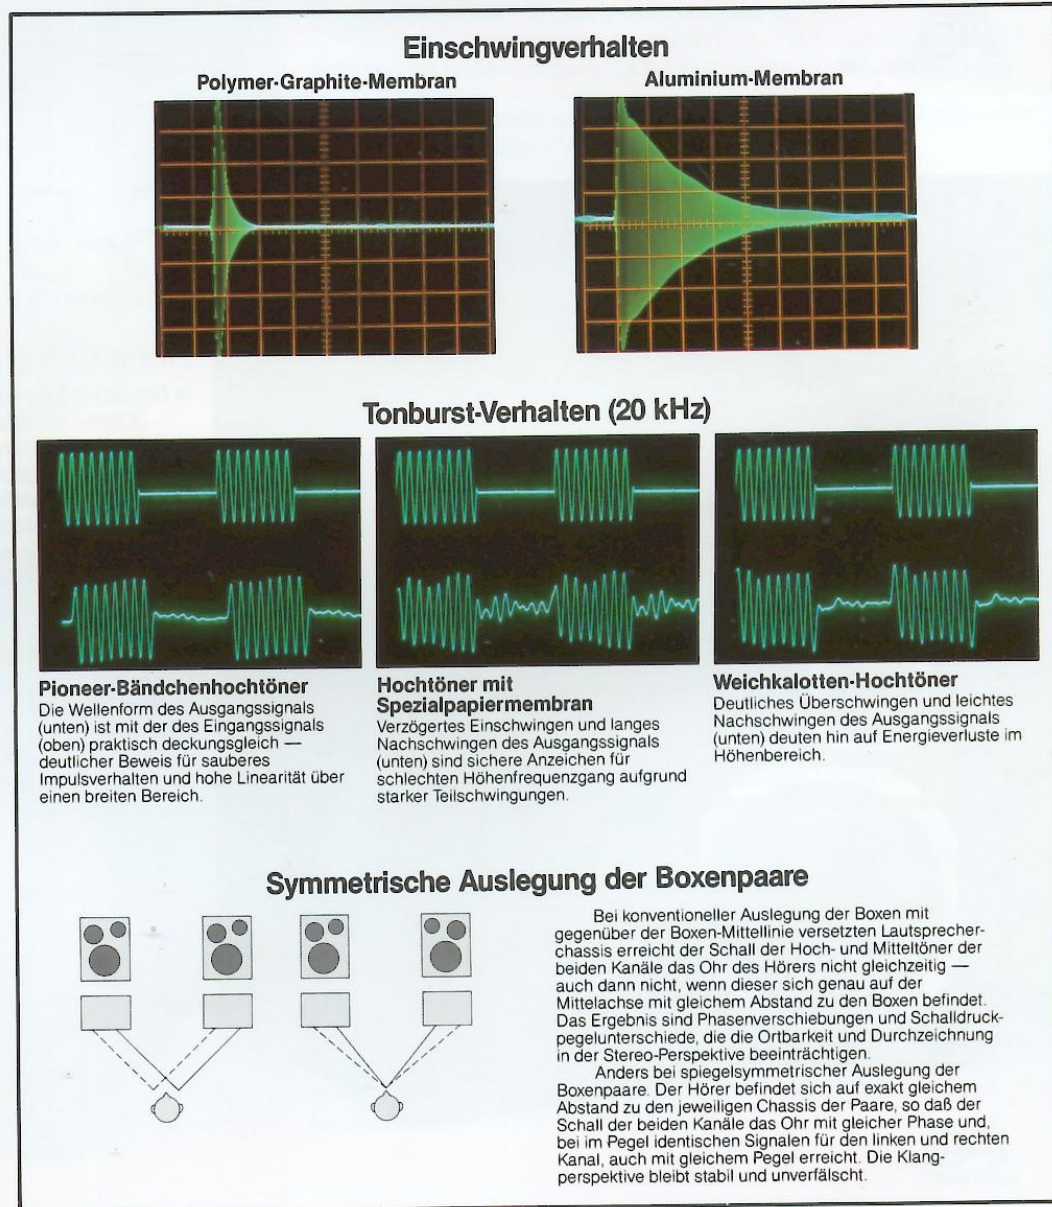 Einschwingverhalten
Polymer-Graphite-Membran
Aluminium-Membran
Tonburst-Verhalten (20 kHz)
Pioneer-Bändchenhochtöner
Die Wellenform des Ausgangssignals
(unten) ist mit der des Eingangssignals
(oben) praktisch deckungsgleich —
deutlicher Beweis für sauberes
Impulsverhalten und hohe Linearität über
einen breiten Bereich.
Hochtöner mit
Spezialpapiermembran
Verzögertes Einschwingen und langes
Nachschwingen des Ausgangssignals
(unten) sind sichere Anzeichen für
schlechten Höhenfrequenzgang aufgrund
starker Teilschwingungen.
Weichkalotten-Hochtöner
Deutliches Überschwingen und leichtes
Nachschwingen des Ausgangssignals
(unten) deuten hin auf Energieverluste im
Höhenbereich.
Symmetrische Auslegung der Boxenpaare
Bei konventioneller Auslegung der Boxen mit
gegenüber der Boxen-Mittellinie versetzten Lautsprecher-
chassis erreicht der Schall der Hoch- und Mitteltöner der
beiden Kanäle das Ohr des Hörers nicht gleichzeitig —
auch dann nicht, wenn dieser sich genau auf der
Mittelachse mit gleichem Abstand zu den Boxen befindet.
Das Ergebnis sind Phasenverschiebungen und Schalldruck-
pegelunterschiede, die die Ortbarkeit und Durchzeichnung
in der Stereo-Perspektive beeinträchtigen.
Anders bei spiegelsymmetrischer Auslegung der
Boxenpaare. Der Hörer befindet sich auf exakt gleichem
Abstand zu den jeweiligen Chassis der Paare, so daß der
Schall der beiden Kanäle das Ohr mit gleicher Phase und,
bei im Pegel identischen Signalen für den linken und rechten
Kanal, auch mit gleichem Pegel erreicht. Die Klang-
perspektive bleibt stabil und unverfälscht.